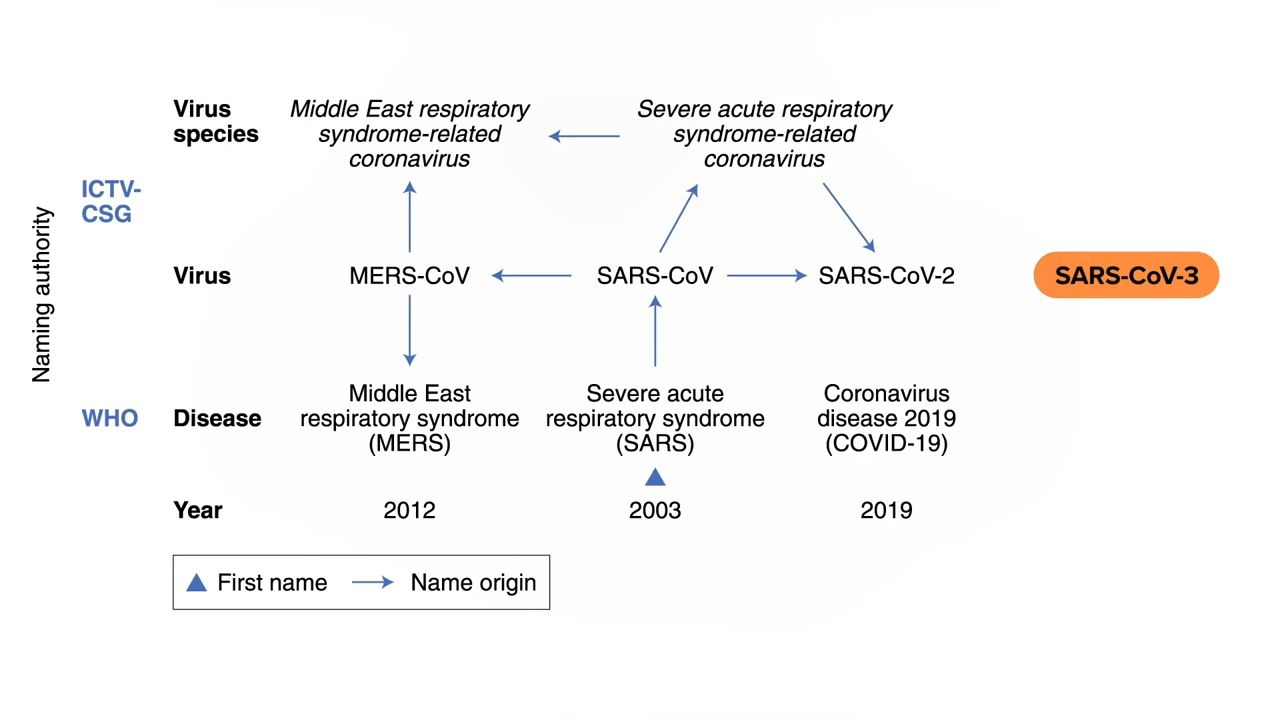 Naming authority
Virus
species
Middle East respiratory
syndrome-related
coronavirus
Severe acute respiratory
syndrome-related
coronavirus
ICTV-
CSG
Virus
MERS-CoV
SARS-CoV
SARS-CoV-2
SARS-CoV-3
WHO
Disease
Middle East
respiratory syndrome
(MERS)
Severe acute
respiratory syndrome
(SARS)
Coronavirus
disease 2019
(COVID-19)
Year
2012
2003
2019
First name
Name origin